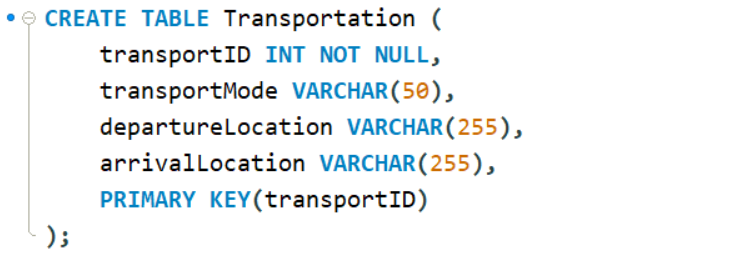 CREATE TABLE Transportation (
transportID INT NOT NULL,
transportMode VARCHAR(50),
departureLocation VARCHAR(255),
arrivalLocation VARCHAR(255),
PRIMARY KEY(transportID)
);